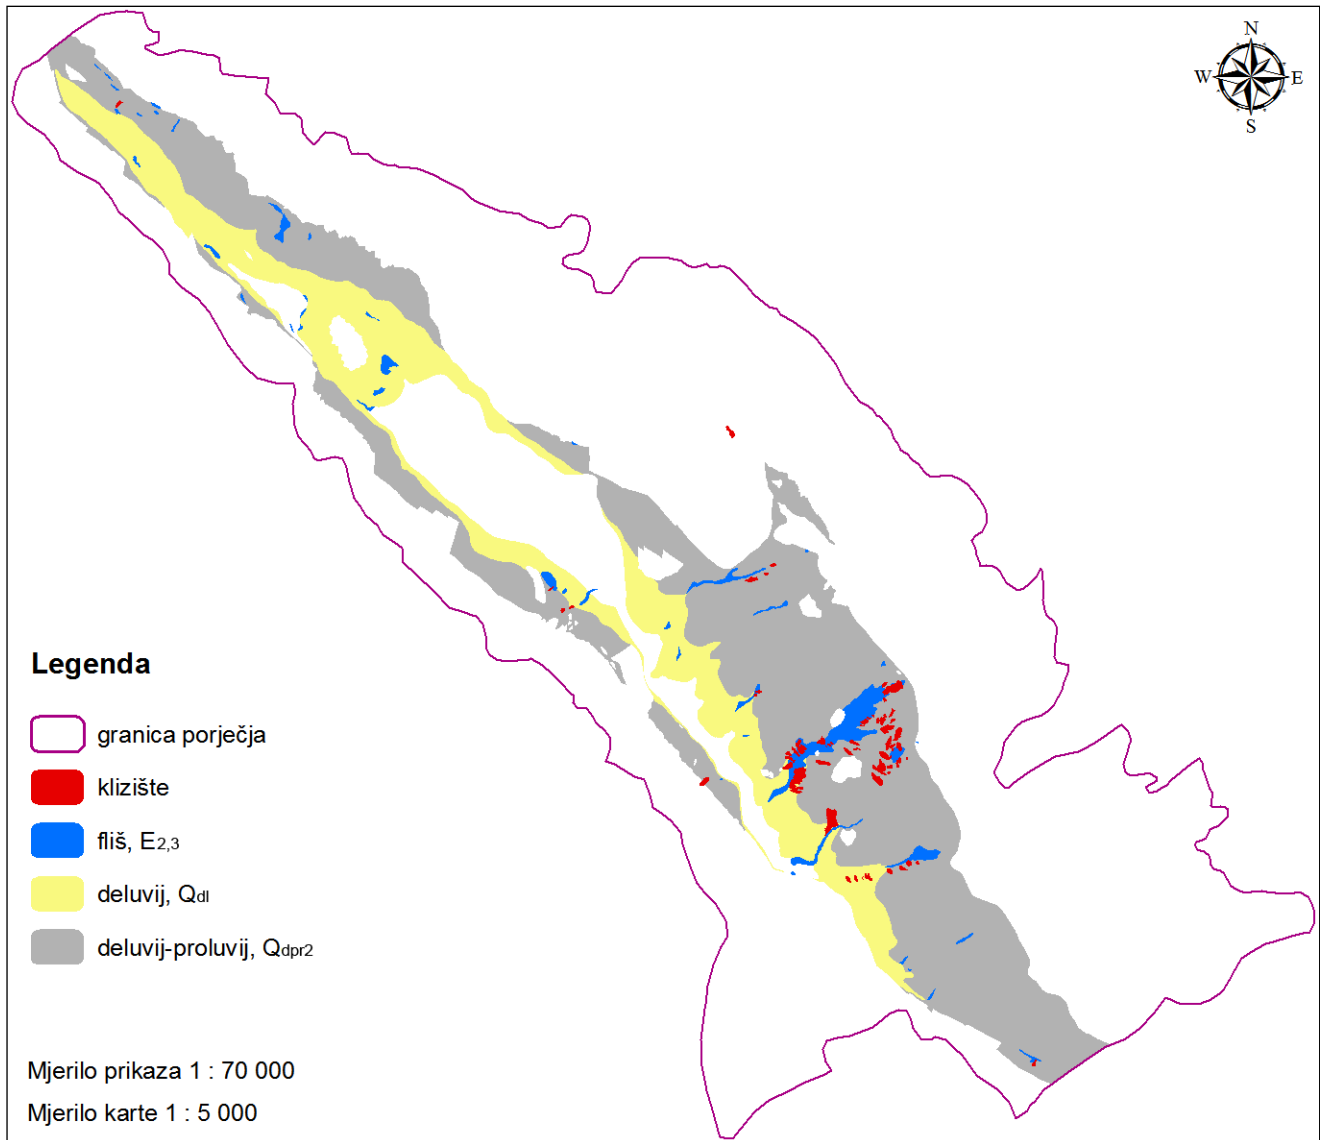 N
W E
S
Legenda
granica porječja
klizište
fliš, E2,3
deluvij, Qdl
deluvij-proluvij, Qdpr2
Mjerilo prikaza 1 : 70 000
Mjerilo karte 1 : 5 000